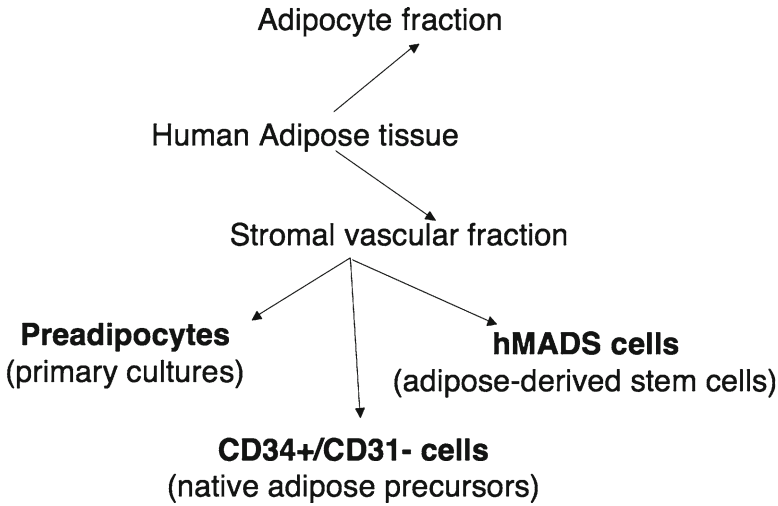 Adipocyte fraction
Human Adipose tissue
Stromal vascular fraction
Preadipocytes
(primary cultures)
hMADS cells
(adipose-derived stem cells)
CD34+/CD31- cells
(native adipose precursors)